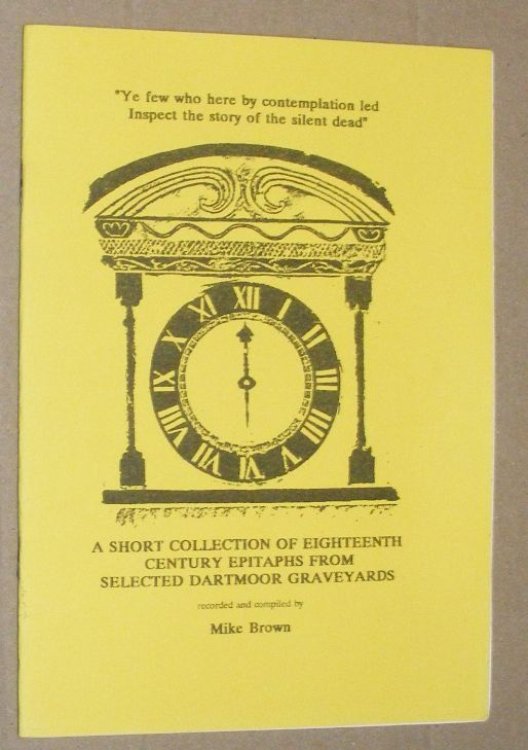 "Ye few who here by contemplation led
Inspect the story of the silent dead"
XII
I
II
III
IIII
V
VI
VII
VIII
IX
X
XI
A SHORT COLLECTION OF EIGHTEENTH
CENTURY EPITAPHS FROM
SELECTED DARTMOOR GRAVEYARDS
recorded and compiled by
Mike Brown